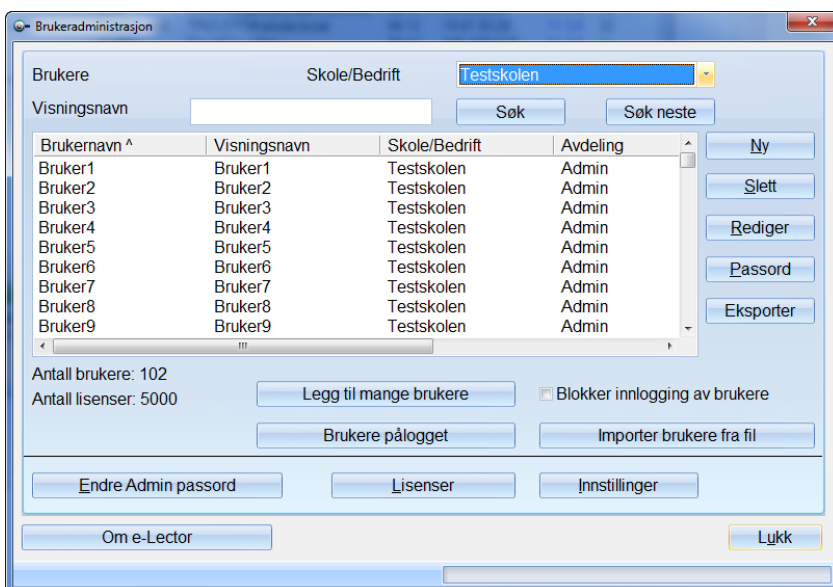 Brukeradministrasjon
Brukere Skole/Bedrift Testskolen
Visningsnavn Søk Søk neste
Brukernavn ^ Visningsnavn Skole/Bedrift Avdeling
Bruker1 Bruker1 Testskolen Admin
Bruker2 Bruker2 Testskolen Admin
Bruker3 Bruker3 Testskolen Admin
Bruker4 Bruker4 Testskolen Admin
Bruker5 Bruker5 Testskolen Admin
Bruker6 Bruker6 Testskolen Admin
Bruker7 Bruker7 Testskolen Admin
Bruker8 Bruker8 Testskolen Admin
Bruker9 Bruker9 Testskolen Admin
Ny
Slett
Rediger
Passord
Eksporter
Antall brukere: 102
Antall lisenser: 5000
Legg til mange brukere Blokker innlogging av brukere
Brukere pålogget Importer brukere fra fil
Endre Admin passord Lisenser Innstillinger
Om e-Lector Lukk